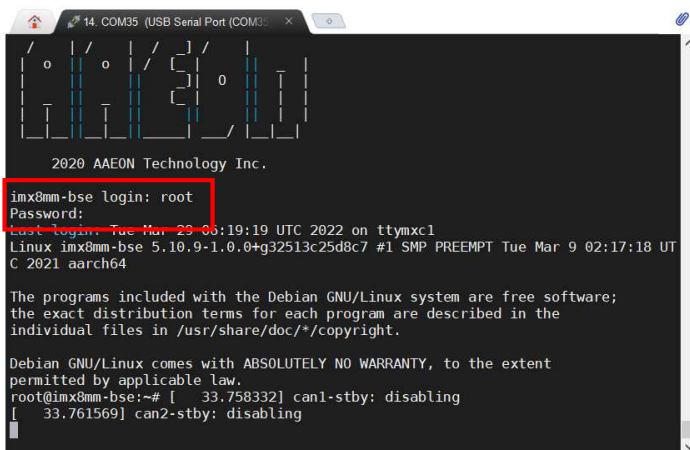 14. COM35 (USB Serial Port (COM35
2020 AAEON Technology Inc.
imx8mm-bse login: root
Password:
Last login: Tue Mar 29 06:19:19 UTC 2022 on ttymxc1
Linux imx8mm-bse 5.10.9-1.0.0+g32513c25d8c7 #1 SMP PREEMPT Tue Mar 9 02:17:18 UT
C 2021 aarch64
The programs included with the Debian GNU/Linux system are free software;
the exact distribution terms for each program are described in the
individual files in /usr/share/doc/*/copyright.
Debian GNU/Linux comes with ABSOLUTELY NO WARRANTY, to the extent
permitted by applicable law.
root@imx8mm-bse:~# [   33.758332] can1-stby: disabling
[   33.761569] can2-stby: disabling